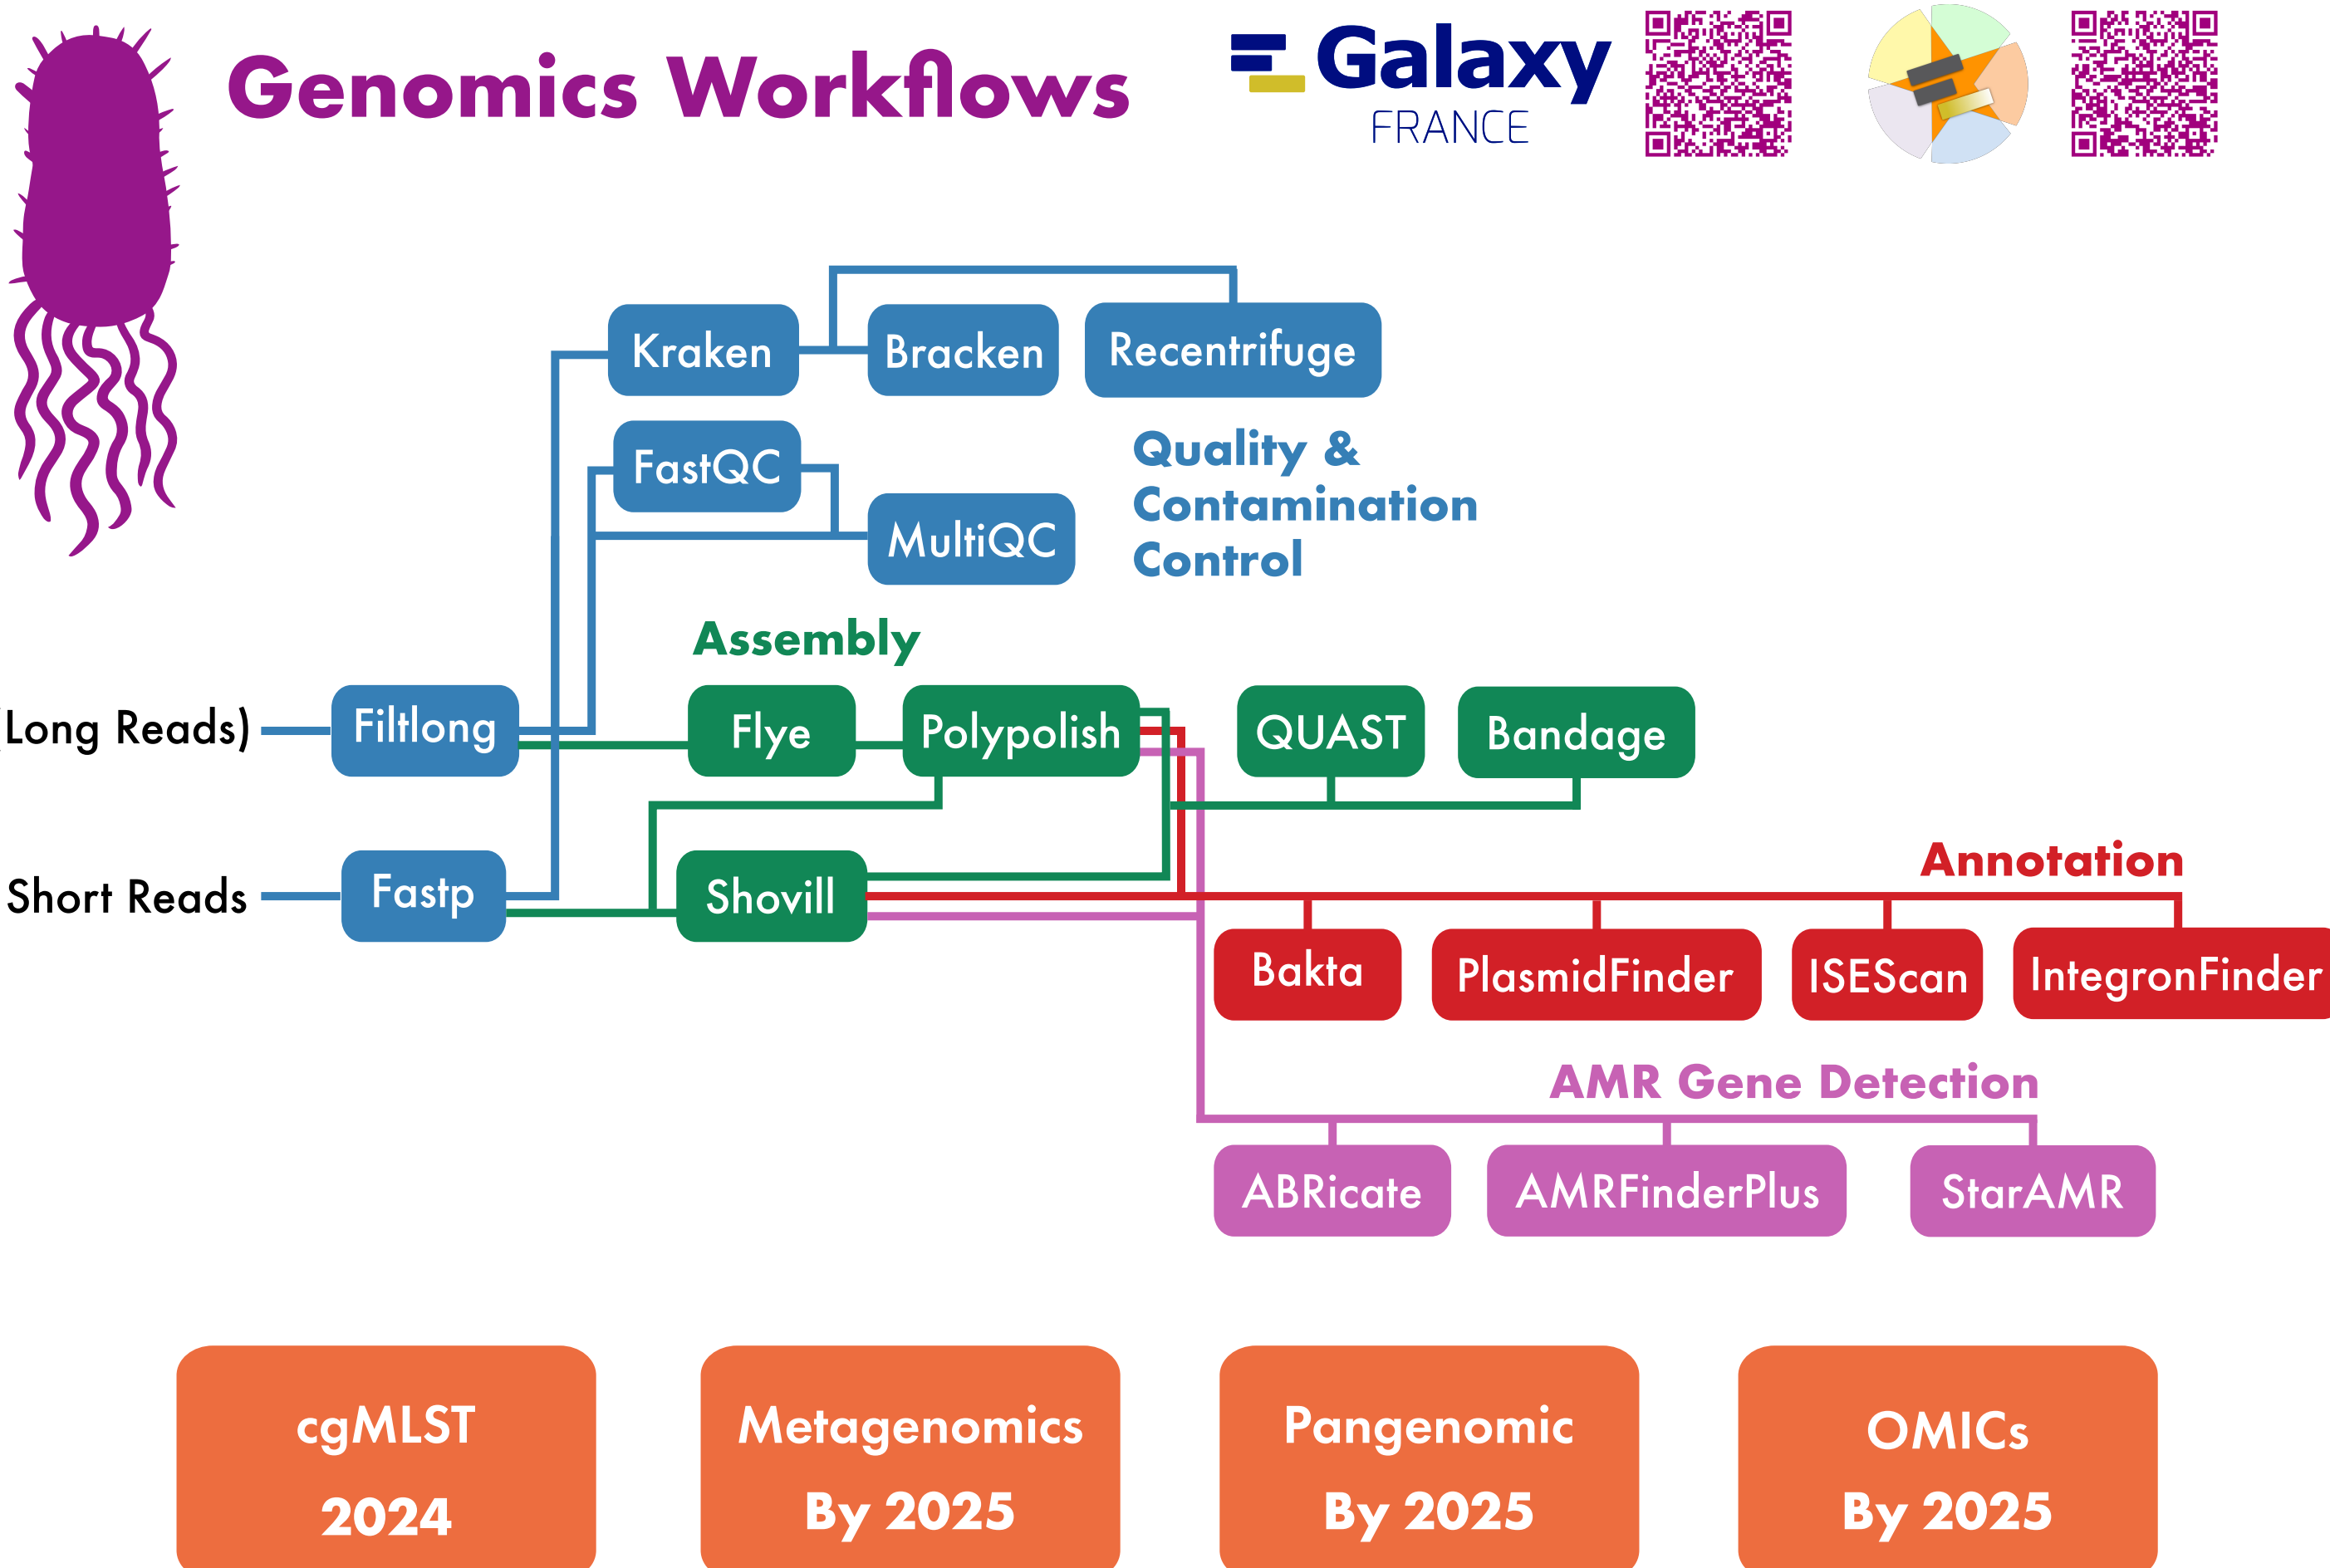 Genomics Workflows
Galaxy
FRANCE
Kraken
Bracken
Recentrifuge
FastQC
MultiQC
Quality &
Contamination
Control
Assembly
(Long Reads)
Filtlong
Flye
Polypolish
QUAST
Bandage
Short Reads
Fastp
Shovill
Annotation
Bakta
PlasmidFinder
ISEScan
IntegronFinder
AMR Gene Detection
ABRicate
AMRFinderPlus
StarAMR
cgMLST
2024
Metagenomics
By 2025
Pangenomic
By 2025
OMICs
By 2025